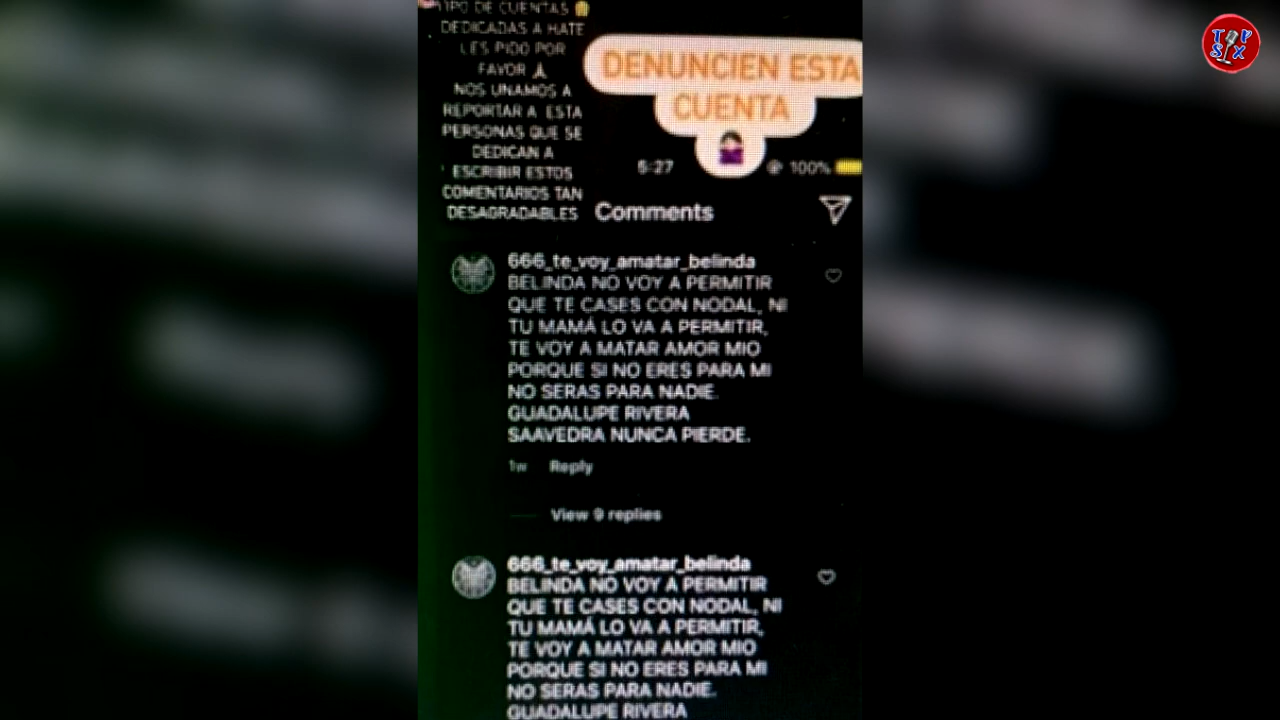 TIPO DE CUENTAS
DEDICADAS A HATE
LES PIDO POR
FAVOR
NOS UNAMOS A
REPORTAR A ESTA
PERSONAS QUE SE
DEDICAN A
ESCRIBIR ESTOS
COMENTARIOS TAN
DESAGRADABLES
DENUNCIEN ESTA
CUENTA
6:27
100%
Comments
666_te_voy_amatar_belinda
BELINDA NO VOY A PERMITIR
QUE TE CASES CON NODAL, NI
TU MAMÁ LO VA A PERMITIR,
TE VOY A MATAR AMOR MIO
PORQUE SI NO ERES PARA MI
NO SERAS PARA NADIE.
GUADALUPE RIVERA
SAAVEDRA NUNCA PIERDE.
1w Reply
View 9 replies
666_te_voy_amatar_belinda
BELINDA NO VOY A PERMITIR
QUE TE CASES CON NODAL, NI
TU MAMÁ LO VA A PERMITIR,
TE VOY A MATAR AMOR MIO
PORQUE SI NO ERES PARA MI
NO SERAS PARA NADIE.
GUADALUPE RIVERA